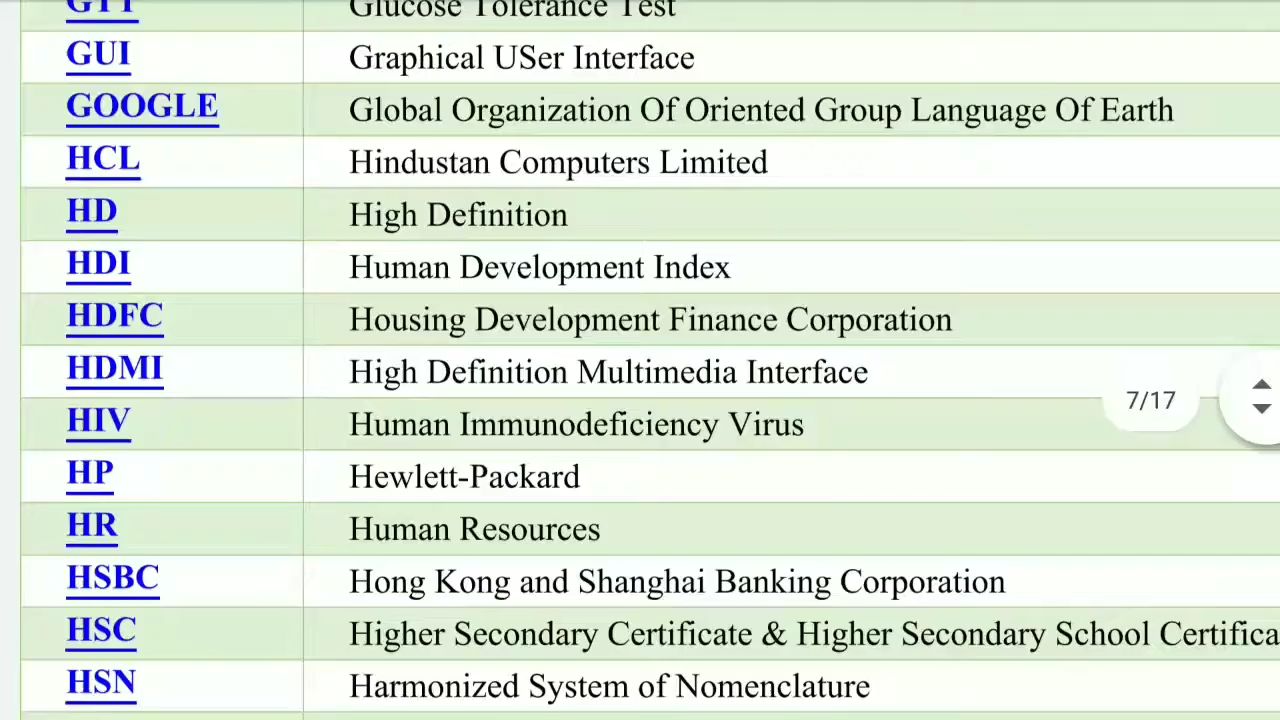 GTT Glucose Tolerance Test
GUI Graphical USer Interface
GOOGLE Global Organization Of Oriented Group Language Of Earth
HCL Hindustan Computers Limited
HD High Definition
HDI Human Development Index
HDFC Housing Development Finance Corporation
HDMI High Definition Multimedia Interface
7/17
HIV Human Immunodeficiency Virus
HP Hewlett-Packard
HR Human Resources
HSBC Hong Kong and Shanghai Banking Corporation
HSC Higher Secondary Certificate & Higher Secondary School Certifica
HSN Harmonized System of Nomenclature